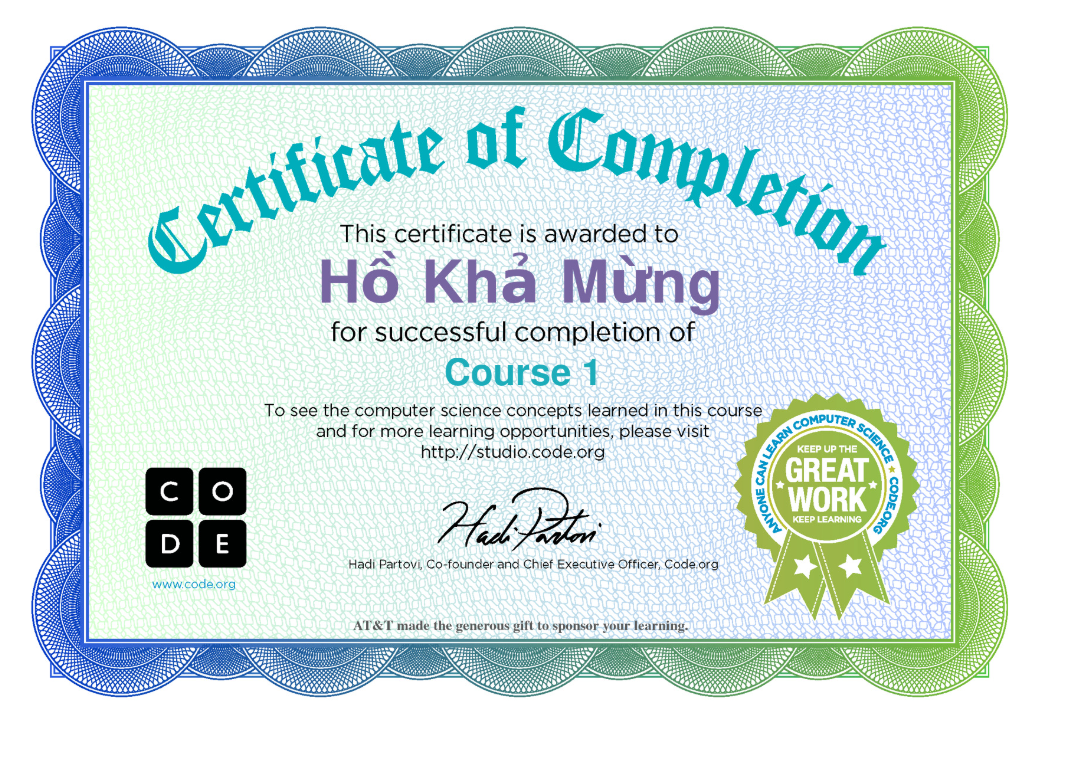 Certificate of Completion
This certificate is awarded to
Hồ Khả Mừng
for successful completion of
Course 1
To see the computer science concepts learned in this course
and for more learning opportunities, please visit
http://studio.code.org
ANYONE CAN LEARN COMPUTER SCIENCE ★ CODE.ORG
KEEP UP THE
GREAT
WORK
KEEP LEARNING
C O
D E
www.code.org
Hadi Partovi
Hadi Partovi, Co-founder and Chief Executive Officer, Code.org
AT&T made the generous gift to sponsor your learning.